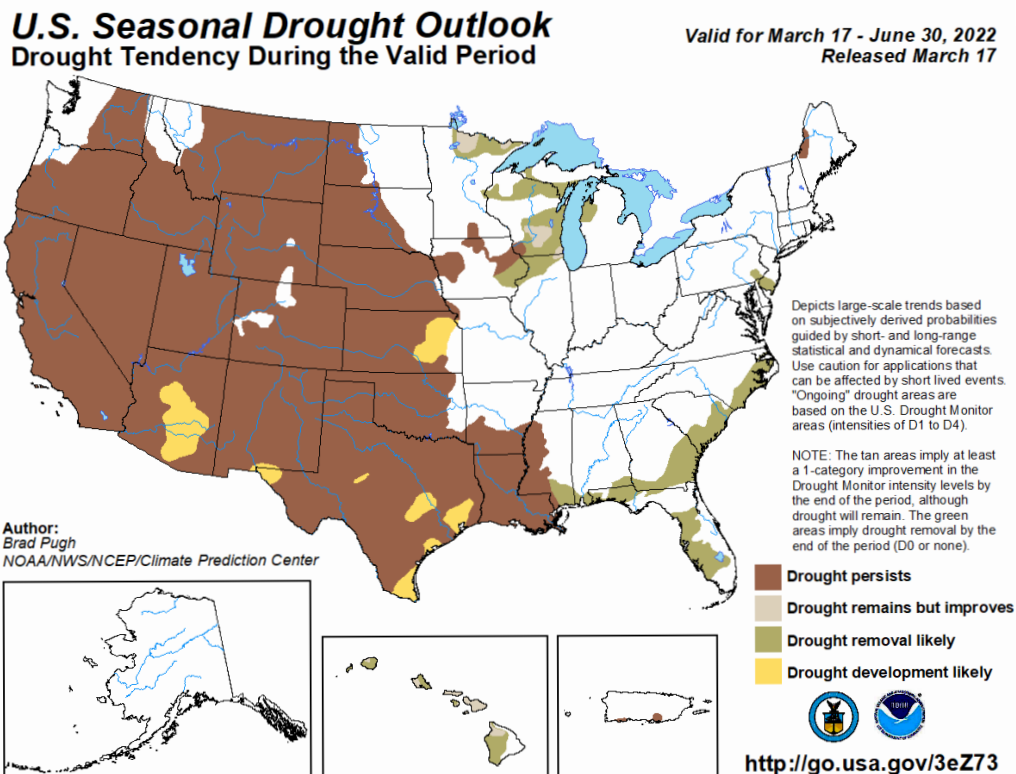 U.S. Seasonal Drought Outlook
Drought Tendency During the Valid Period
Valid for March 17 - June 30, 2022
Released March 17
Depicts large-scale trends based
on subjectively derived probabilities
guided by short- and long-range
statistical and dynamical forecasts.
Use caution for applications that
can be affected by short lived events.
"Ongoing" drought areas are
based on the U.S. Drought Monitor
areas (intensities of D1 to D4).
NOTE: The tan areas imply at least
a 1-category improvement in the
Drought Monitor intensity levels by
the end of the period, although
drought will remain. The green
areas imply drought removal by the
end of the period (D0 or none).
Author:
Brad Pugh
NOAA/NWS/NCEP/Climate Prediction Center
Drought persists
Drought remains but improves
Drought removal likely
Drought development likely
http://go.usa.gov/3eZ73